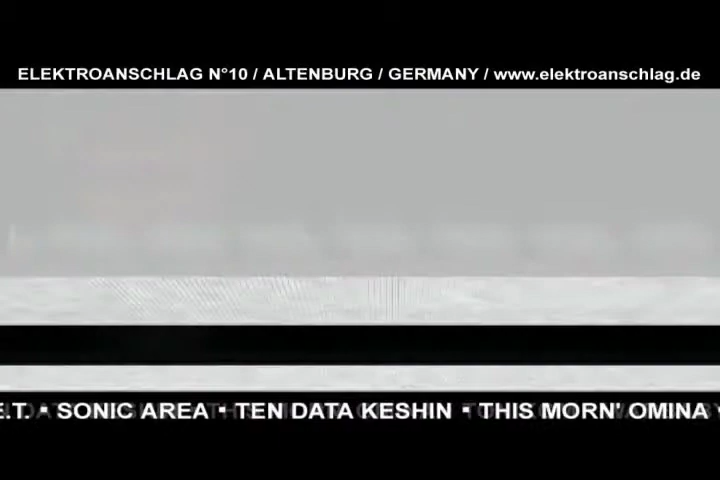 ELEKTROANSCHLAG N°10 / ALTENBURG / GERMANY / www.elektroanschlag.de
E.T. ▪ SONIC AREA ▪ TEN DATA KESHIN ▪ THIS MORN' OMINA